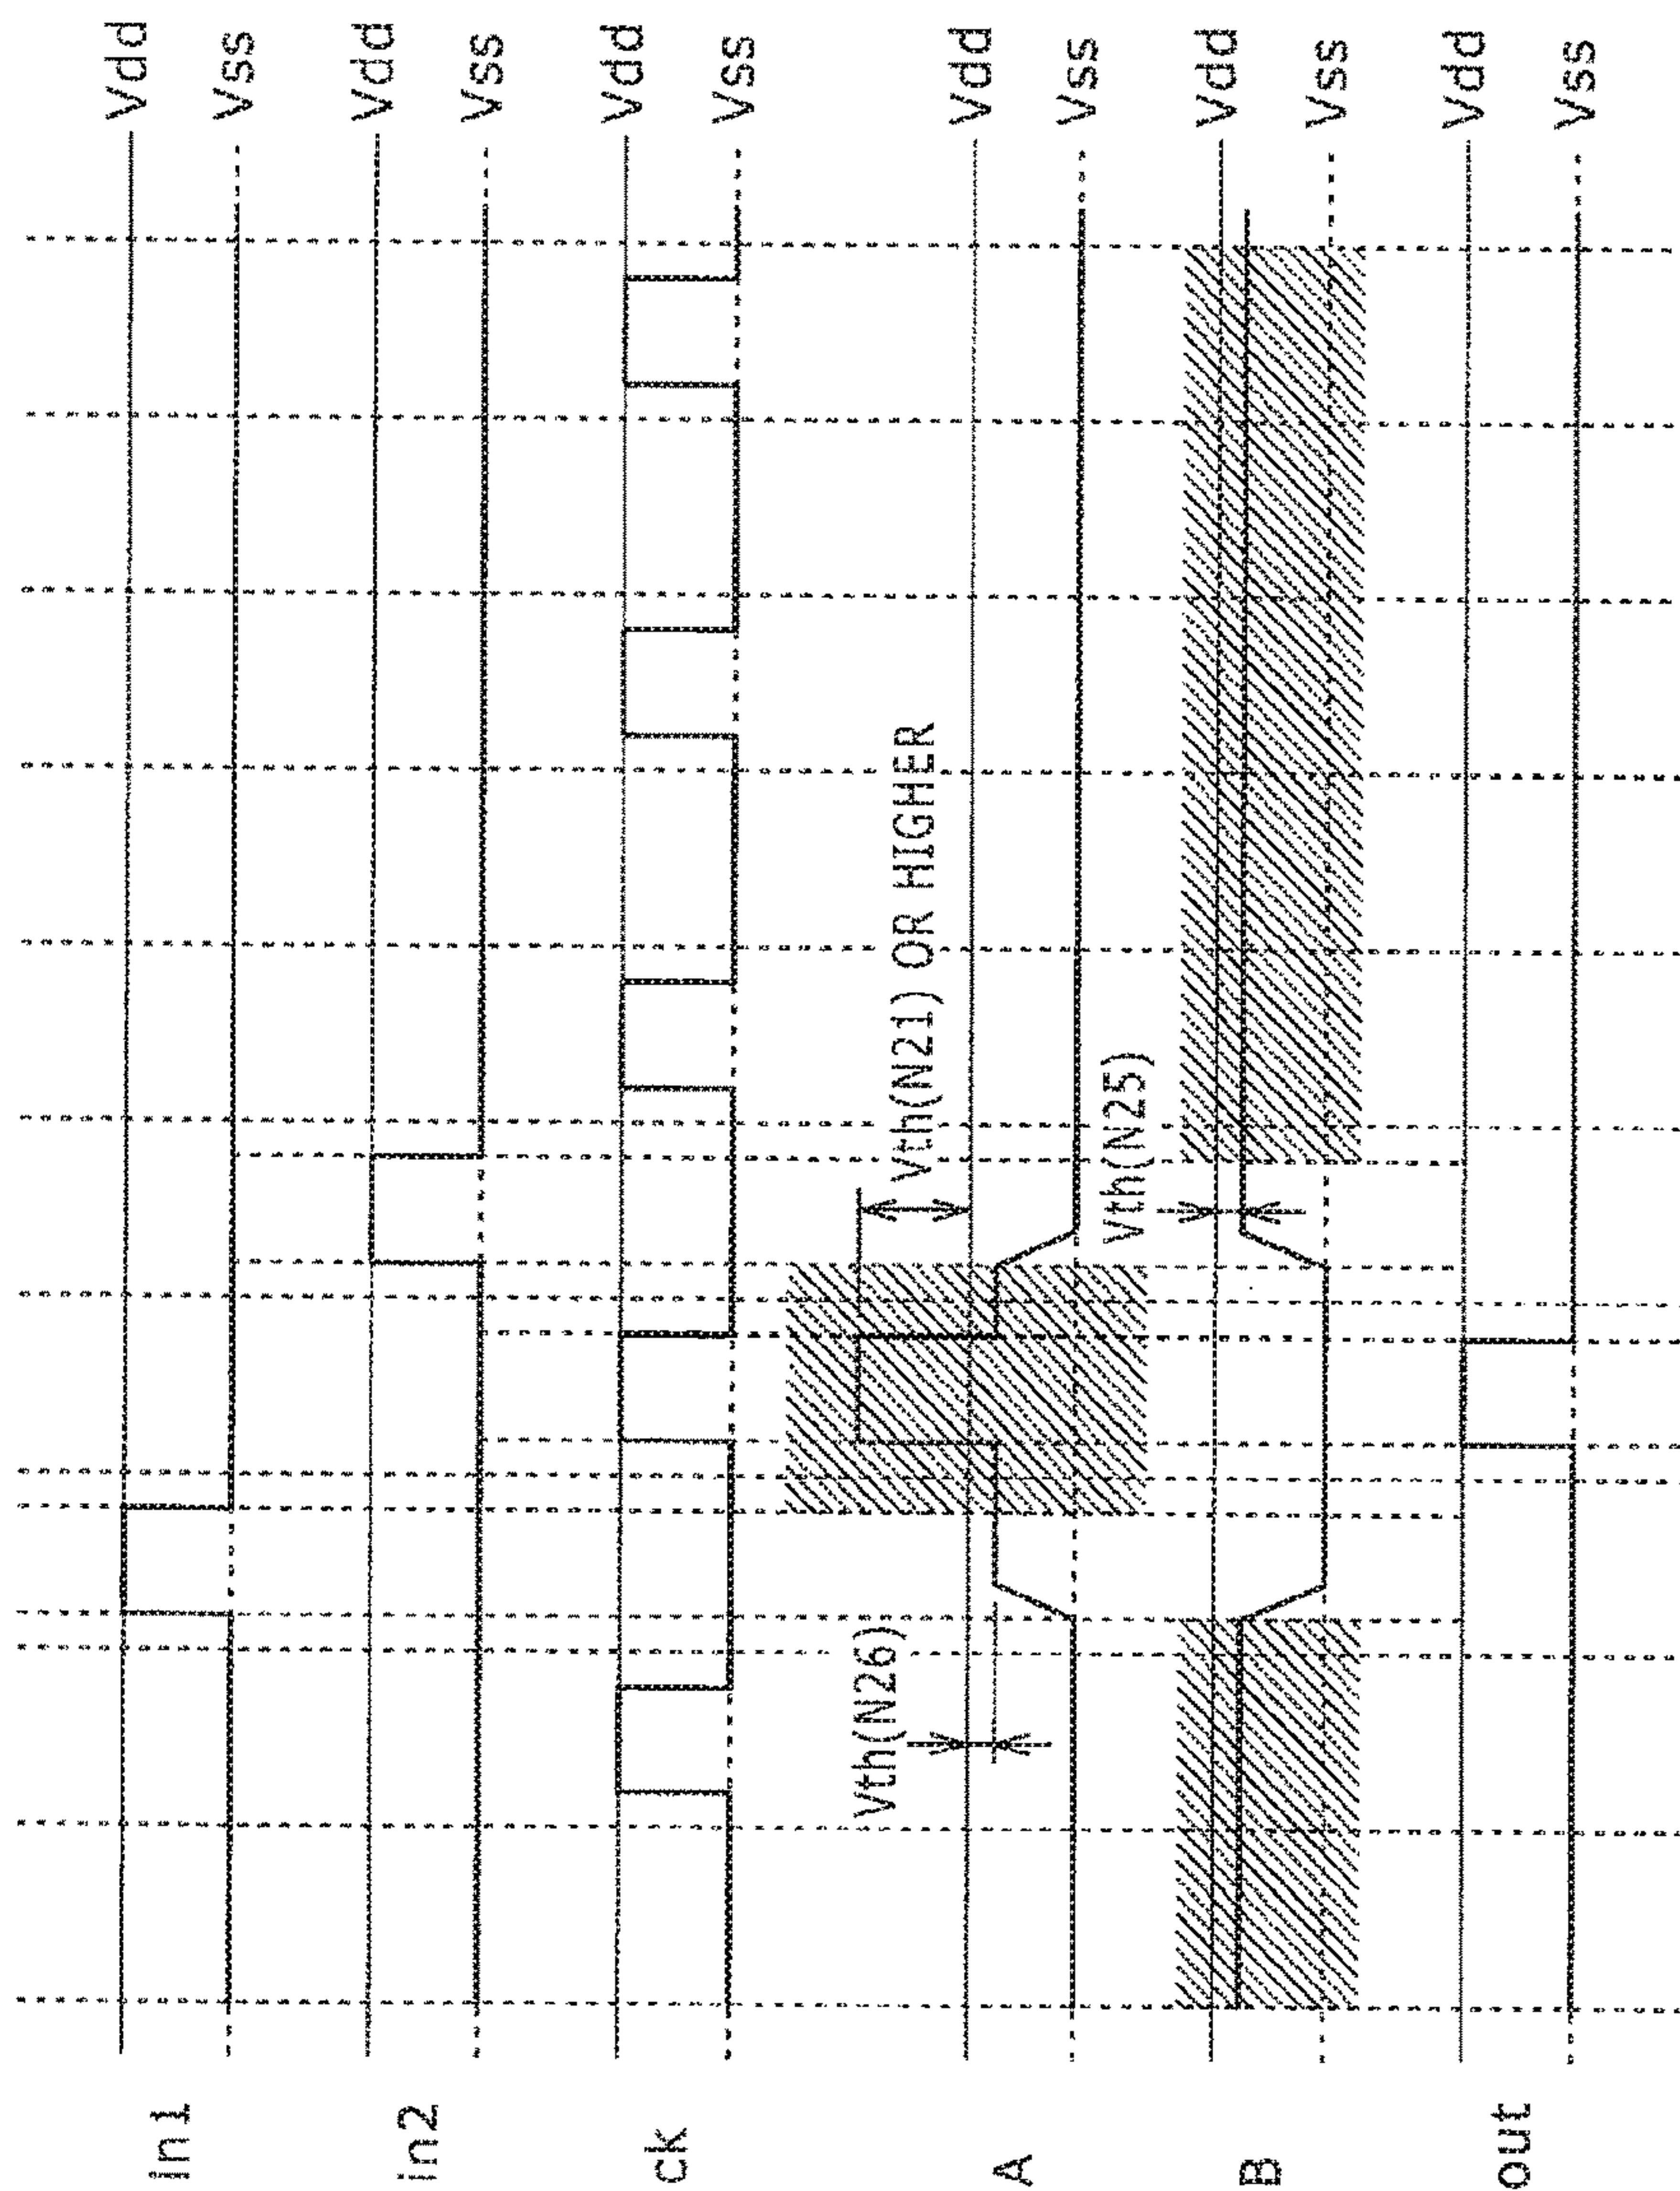 in1
Vdd
Vss
in2
Vdd
Vss
ck
Vdd
Vss
Vth(N26)
Vth(N21) OR HIGHER
A
Vdd
Vss
Vth(N25)
B
Vdd
Vss
out
Vdd
Vss